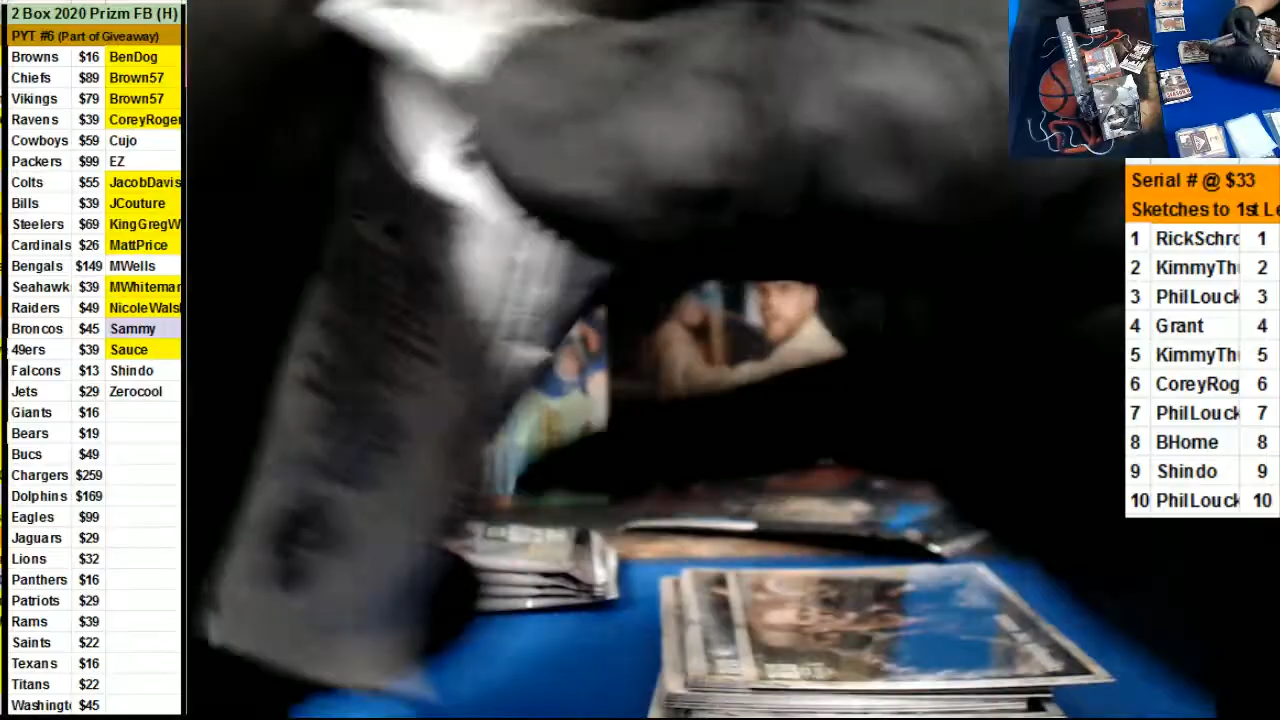 2 Box 2020 Prizm FB (H)
PYT #6 (Part of Giveaway)
Browns $16 BenDog
Chiefs $89 Brown57
Vikings $79 Brown57
Ravens $39 CoreyRoger
Cowboys $59 Cujo
Packers $99 EZ
Colts $55 JacobDavis
Bills $39 JCouture
Steelers $69 KingGregW
Cardinals $26 MattPrice
Bengals $149 MWells
Seahawk $39 MWhiteman
Raiders $49 NicoleWalsh
Broncos $45 Sammy
49ers $39 Sauce
Falcons $13 Shindo
Jets $29 Zerocool
Giants $16
Bears $19
Bucs $49
Chargers $259
Dolphins $169
Eagles $99
Jaguars $29
Lions $32
Panthers $16
Patriots $29
Rams $39
Saints $22
Texans $16
Titans $22
Washingt $45
Serial # @ $33
Sketches to 1st Le
1 RickSchro 1
2 KimmyTh 2
3 PhilLouck 3
4 Grant 4
5 KimmyTh 5
6 CoreyRog 6
7 PhilLouck 7
8 BHome 8
9 Shindo 9
10 PhilLouck 10